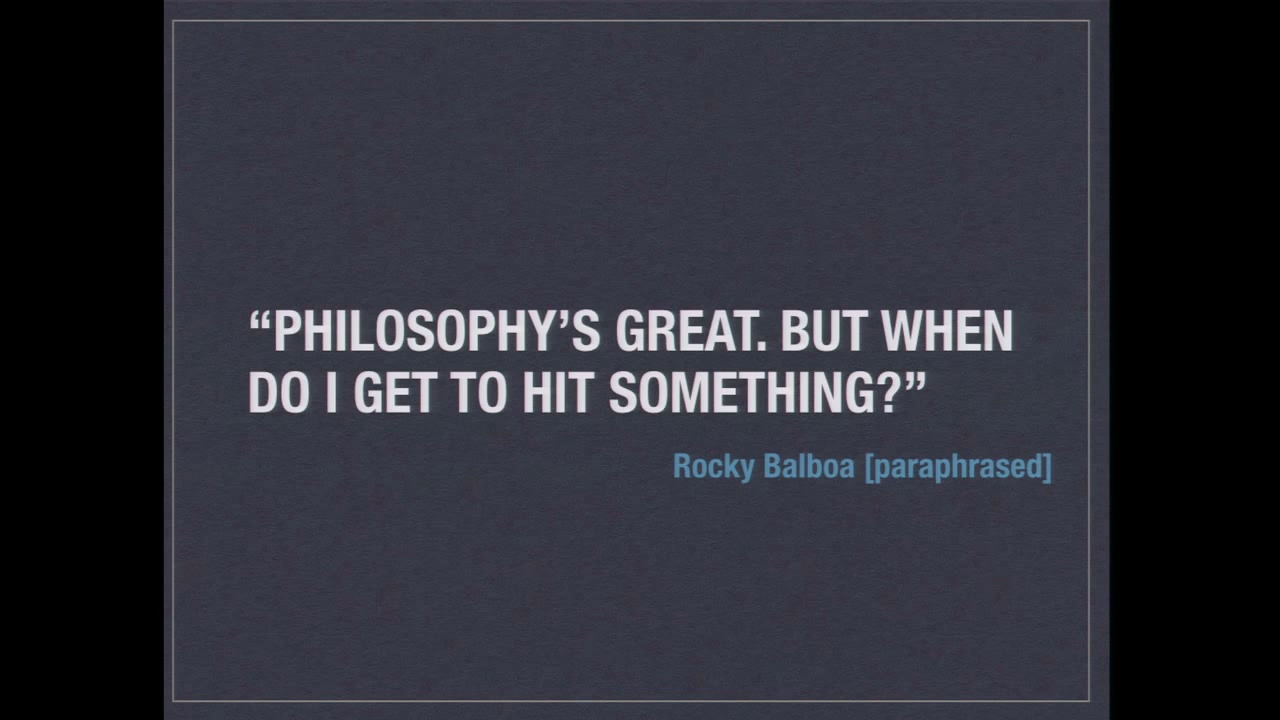 “PHILOSOPHY’S GREAT. BUT WHEN
DO I GET TO HIT SOMETHING?”
Rocky Balboa [paraphrased]